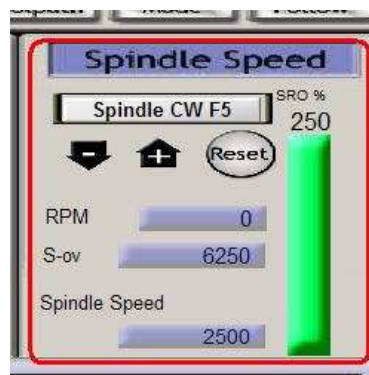 Spindle Speed
SRO %
Spindle CW F5
250
Reset
RPM 0
S-ov 6250
Spindle Speed
2500